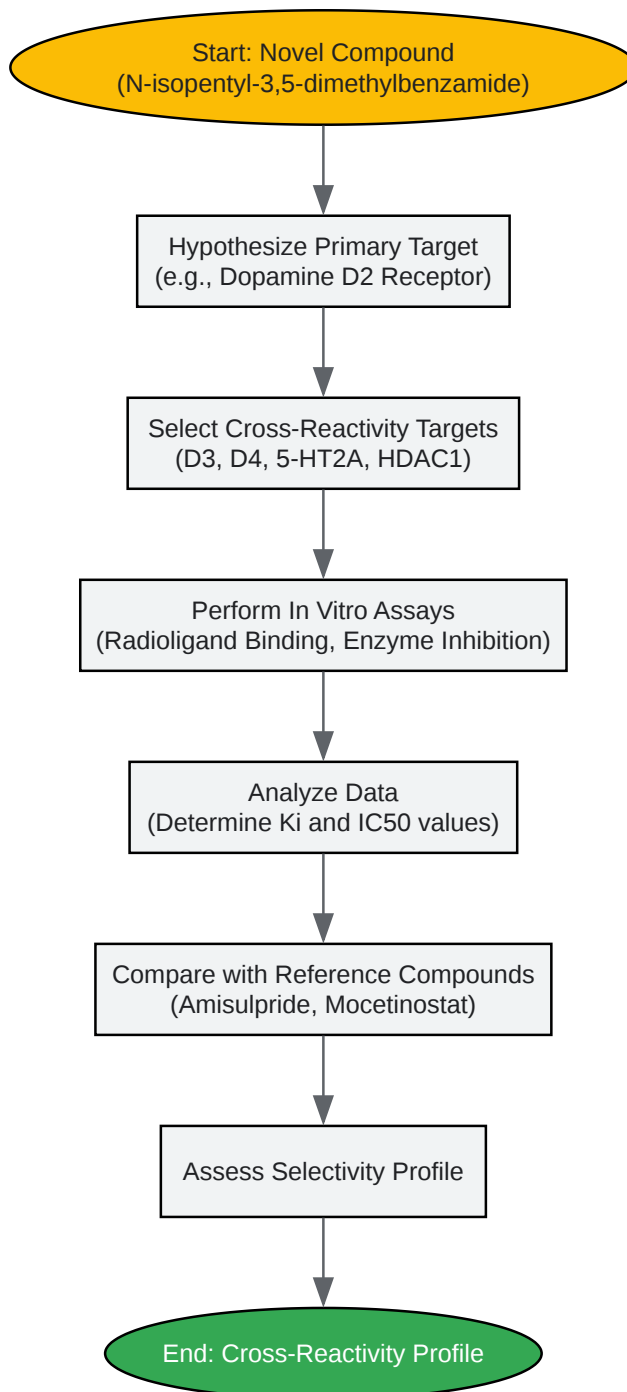 Start: Novel Compound
(N-isopentyl-3,5-dimethylbenzamide)
Hypothesize Primary Target
(e.g., Dopamine D2 Receptor)
Select Cross-Reactivity Targets
(D3, D4, 5-HT2A, HDAC1)
Perform In Vitro Assays
(Radioligand Binding, Enzyme Inhibition)
Analyze Data
(Determine Ki and IC50 values)
Compare with Reference Compounds
(Amisulpride, Mocetinostat)
Assess Selectivity Profile
End: Cross-Reactivity Profile